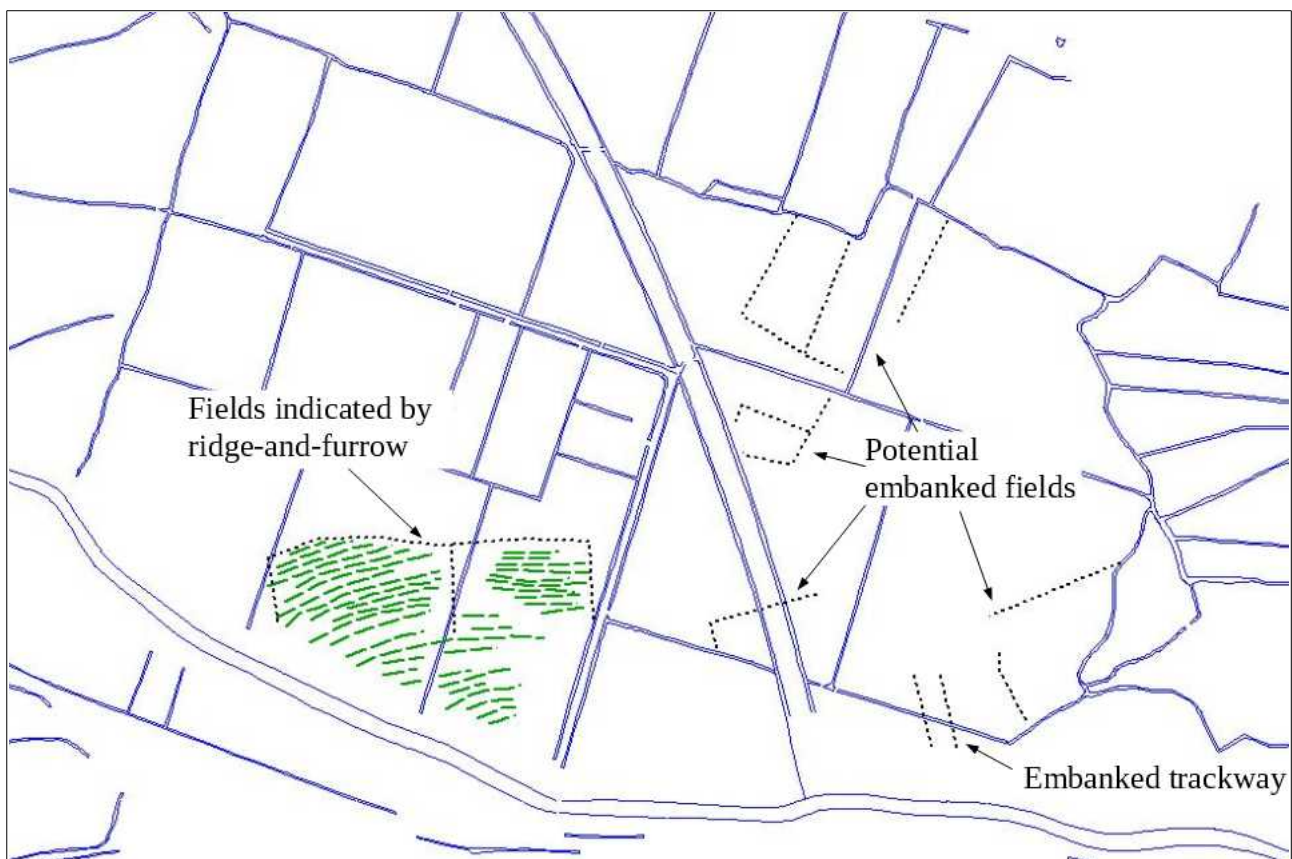 Fields indicated by
ridge-and-furrow
Potential
embanked fields
Embanked trackway